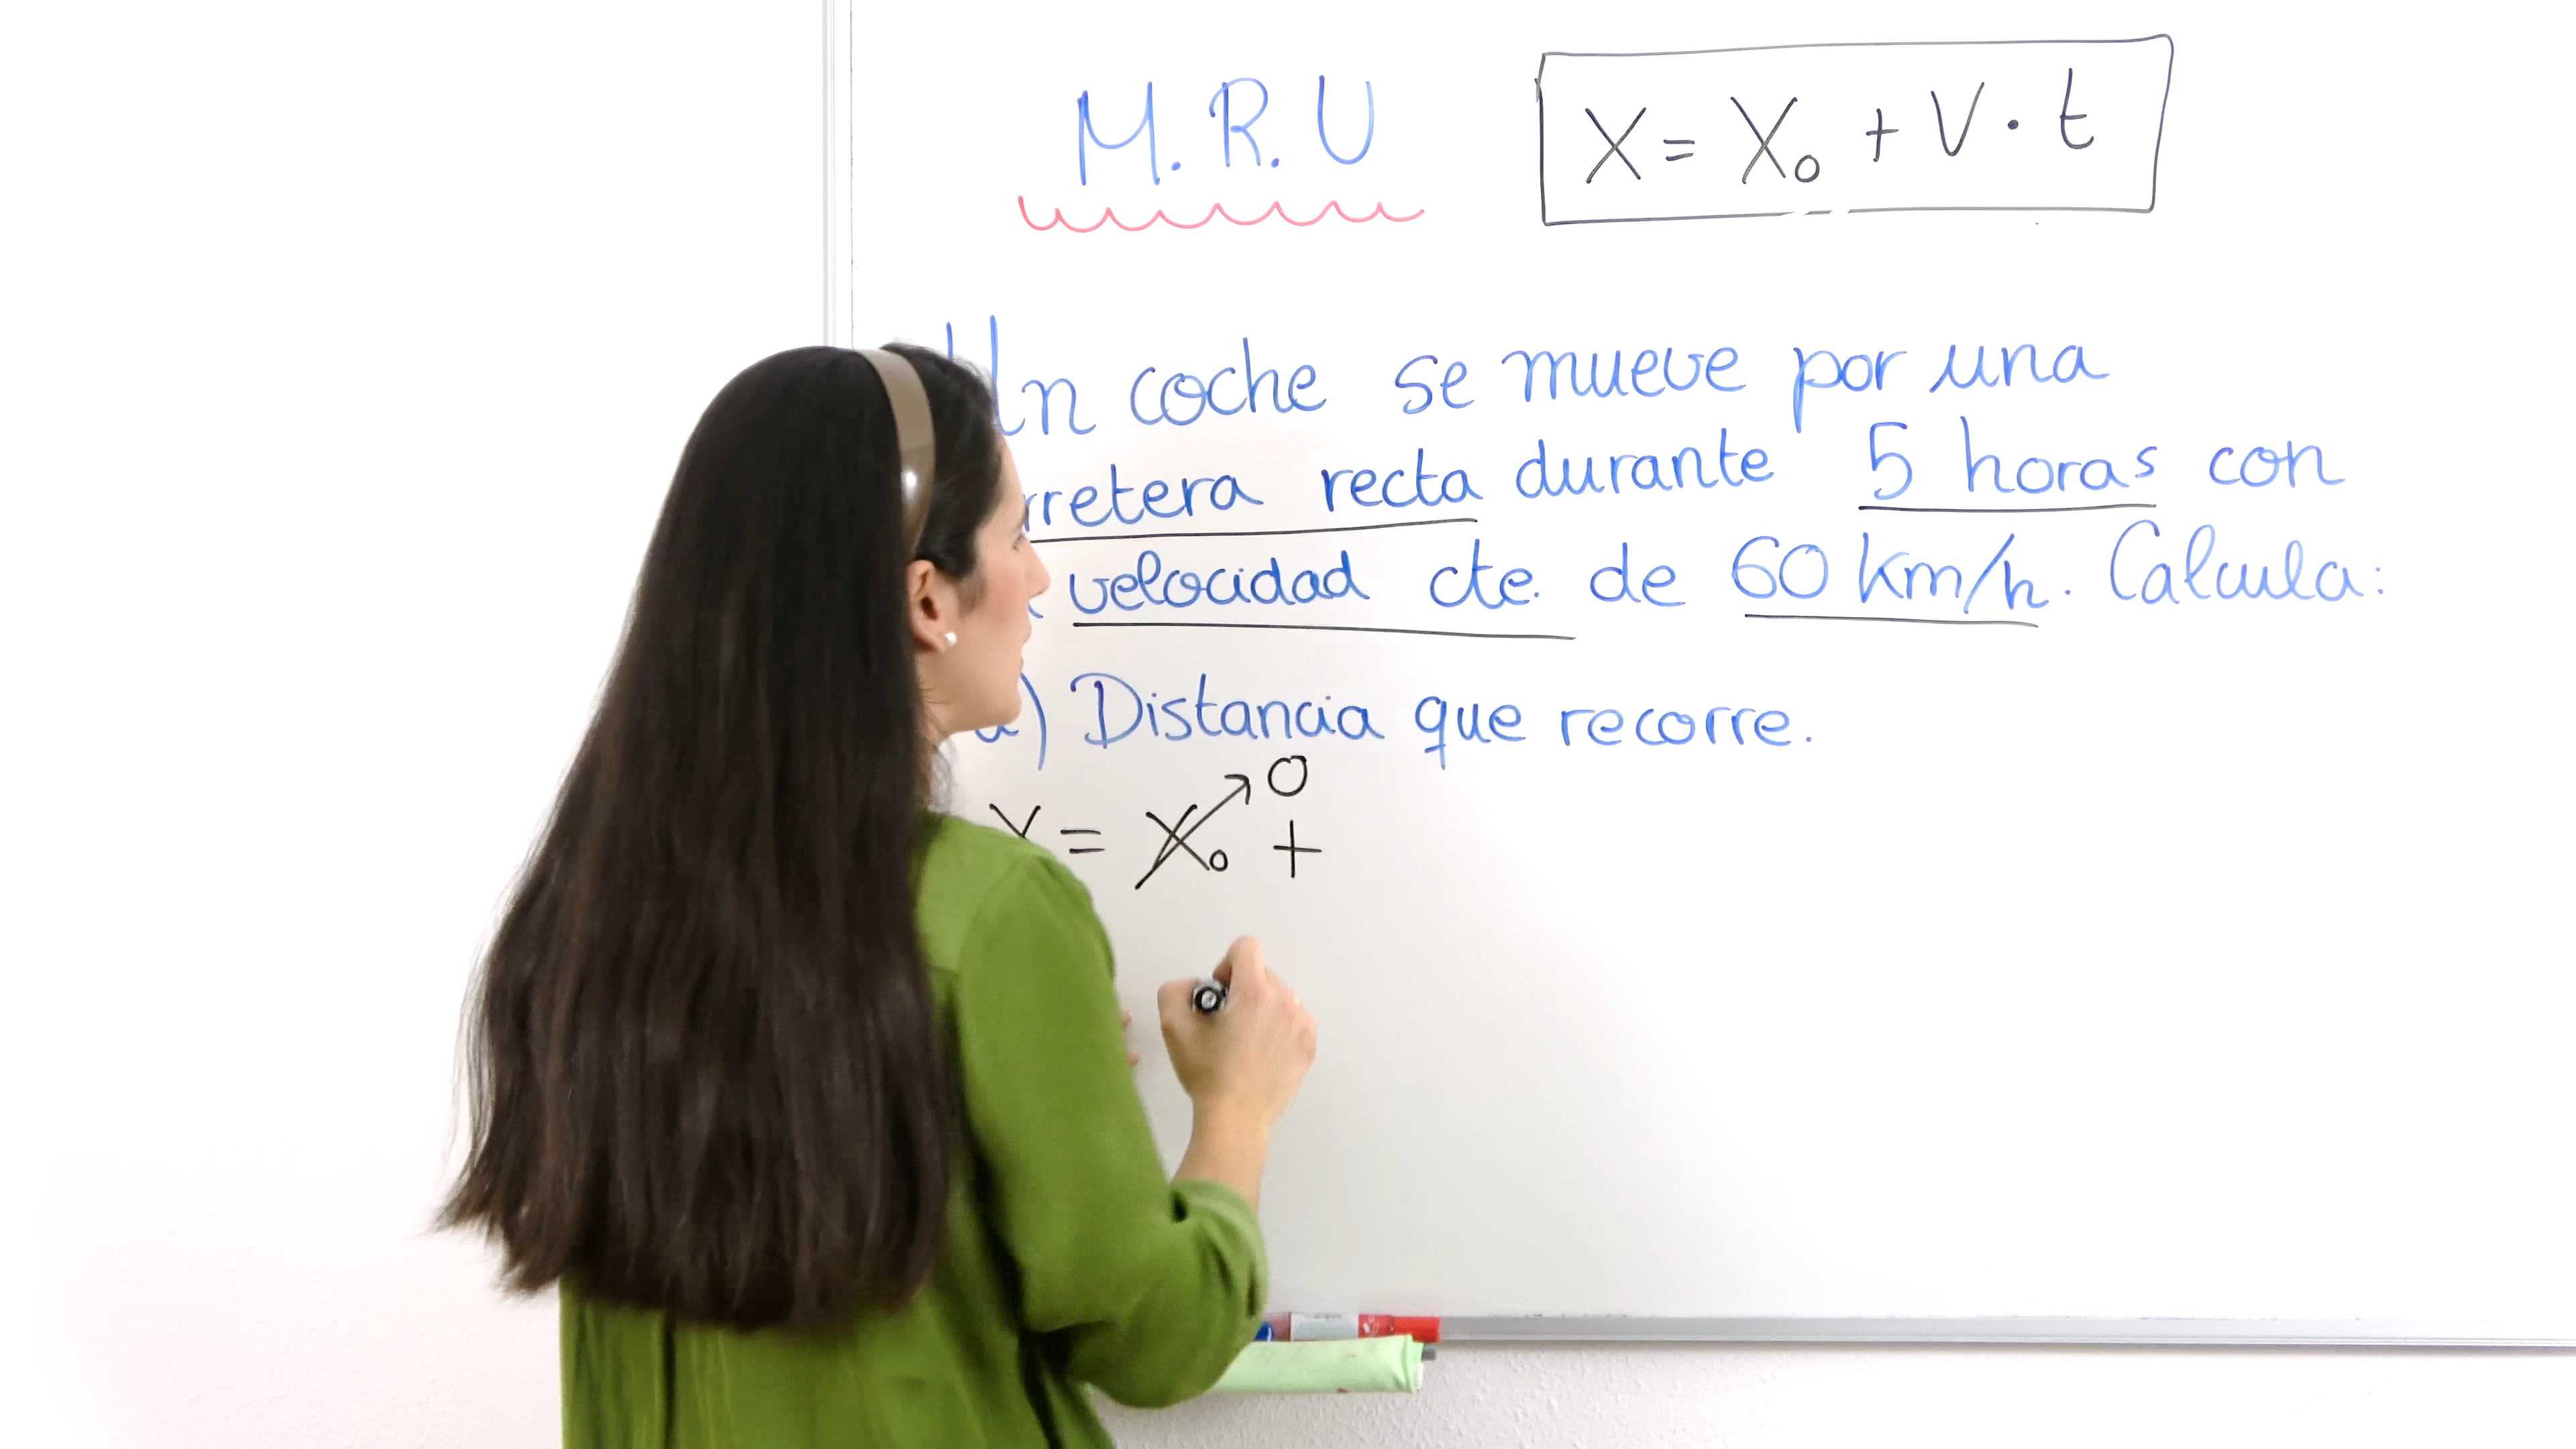 M.R.U
X = X₀ + V · t
Un coche se mueve por una
rretera recta durante 5 horas con
velocidad cte. de 60 km/h. Calcula:
a) Distancia que recorre.
X = X₀ + 0